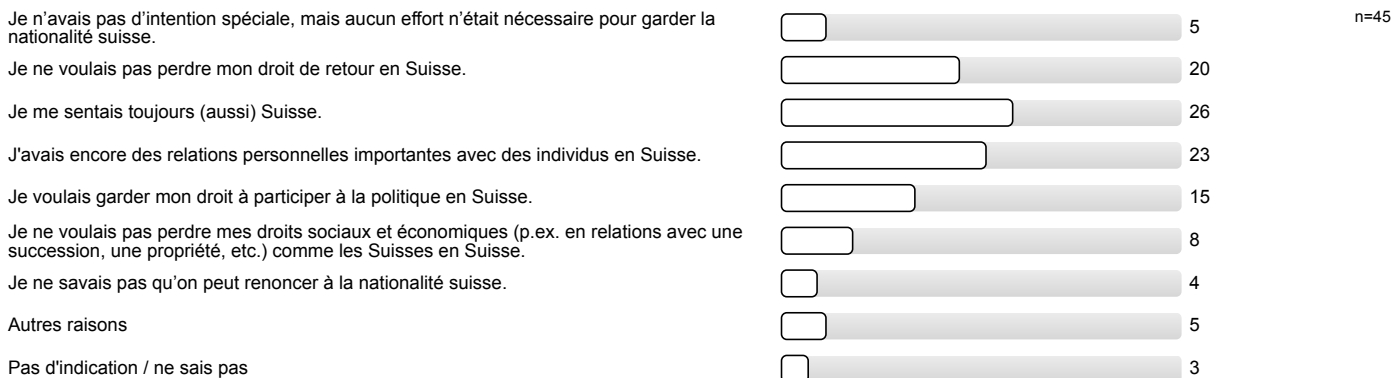 Je n’avais pas d’intention spéciale, mais aucun effort n’était nécessaire pour garder la
nationalité suisse.
5
n=45
Je ne voulais pas perdre mon droit de retour en Suisse.
20
Je me sentais toujours (aussi) Suisse.
26
J'avais encore des relations personnelles importantes avec des individus en Suisse.
23
Je voulais garder mon droit à participer à la politique en Suisse.
15
Je ne voulais pas perdre mes droits sociaux et économiques (p.ex. en relations avec une
succession, une propriété, etc.) comme les Suisses en Suisse.
8
Je ne savais pas qu’on peut renoncer à la nationalité suisse.
4
Autres raisons
5
Pas d'indication / ne sais pas
3